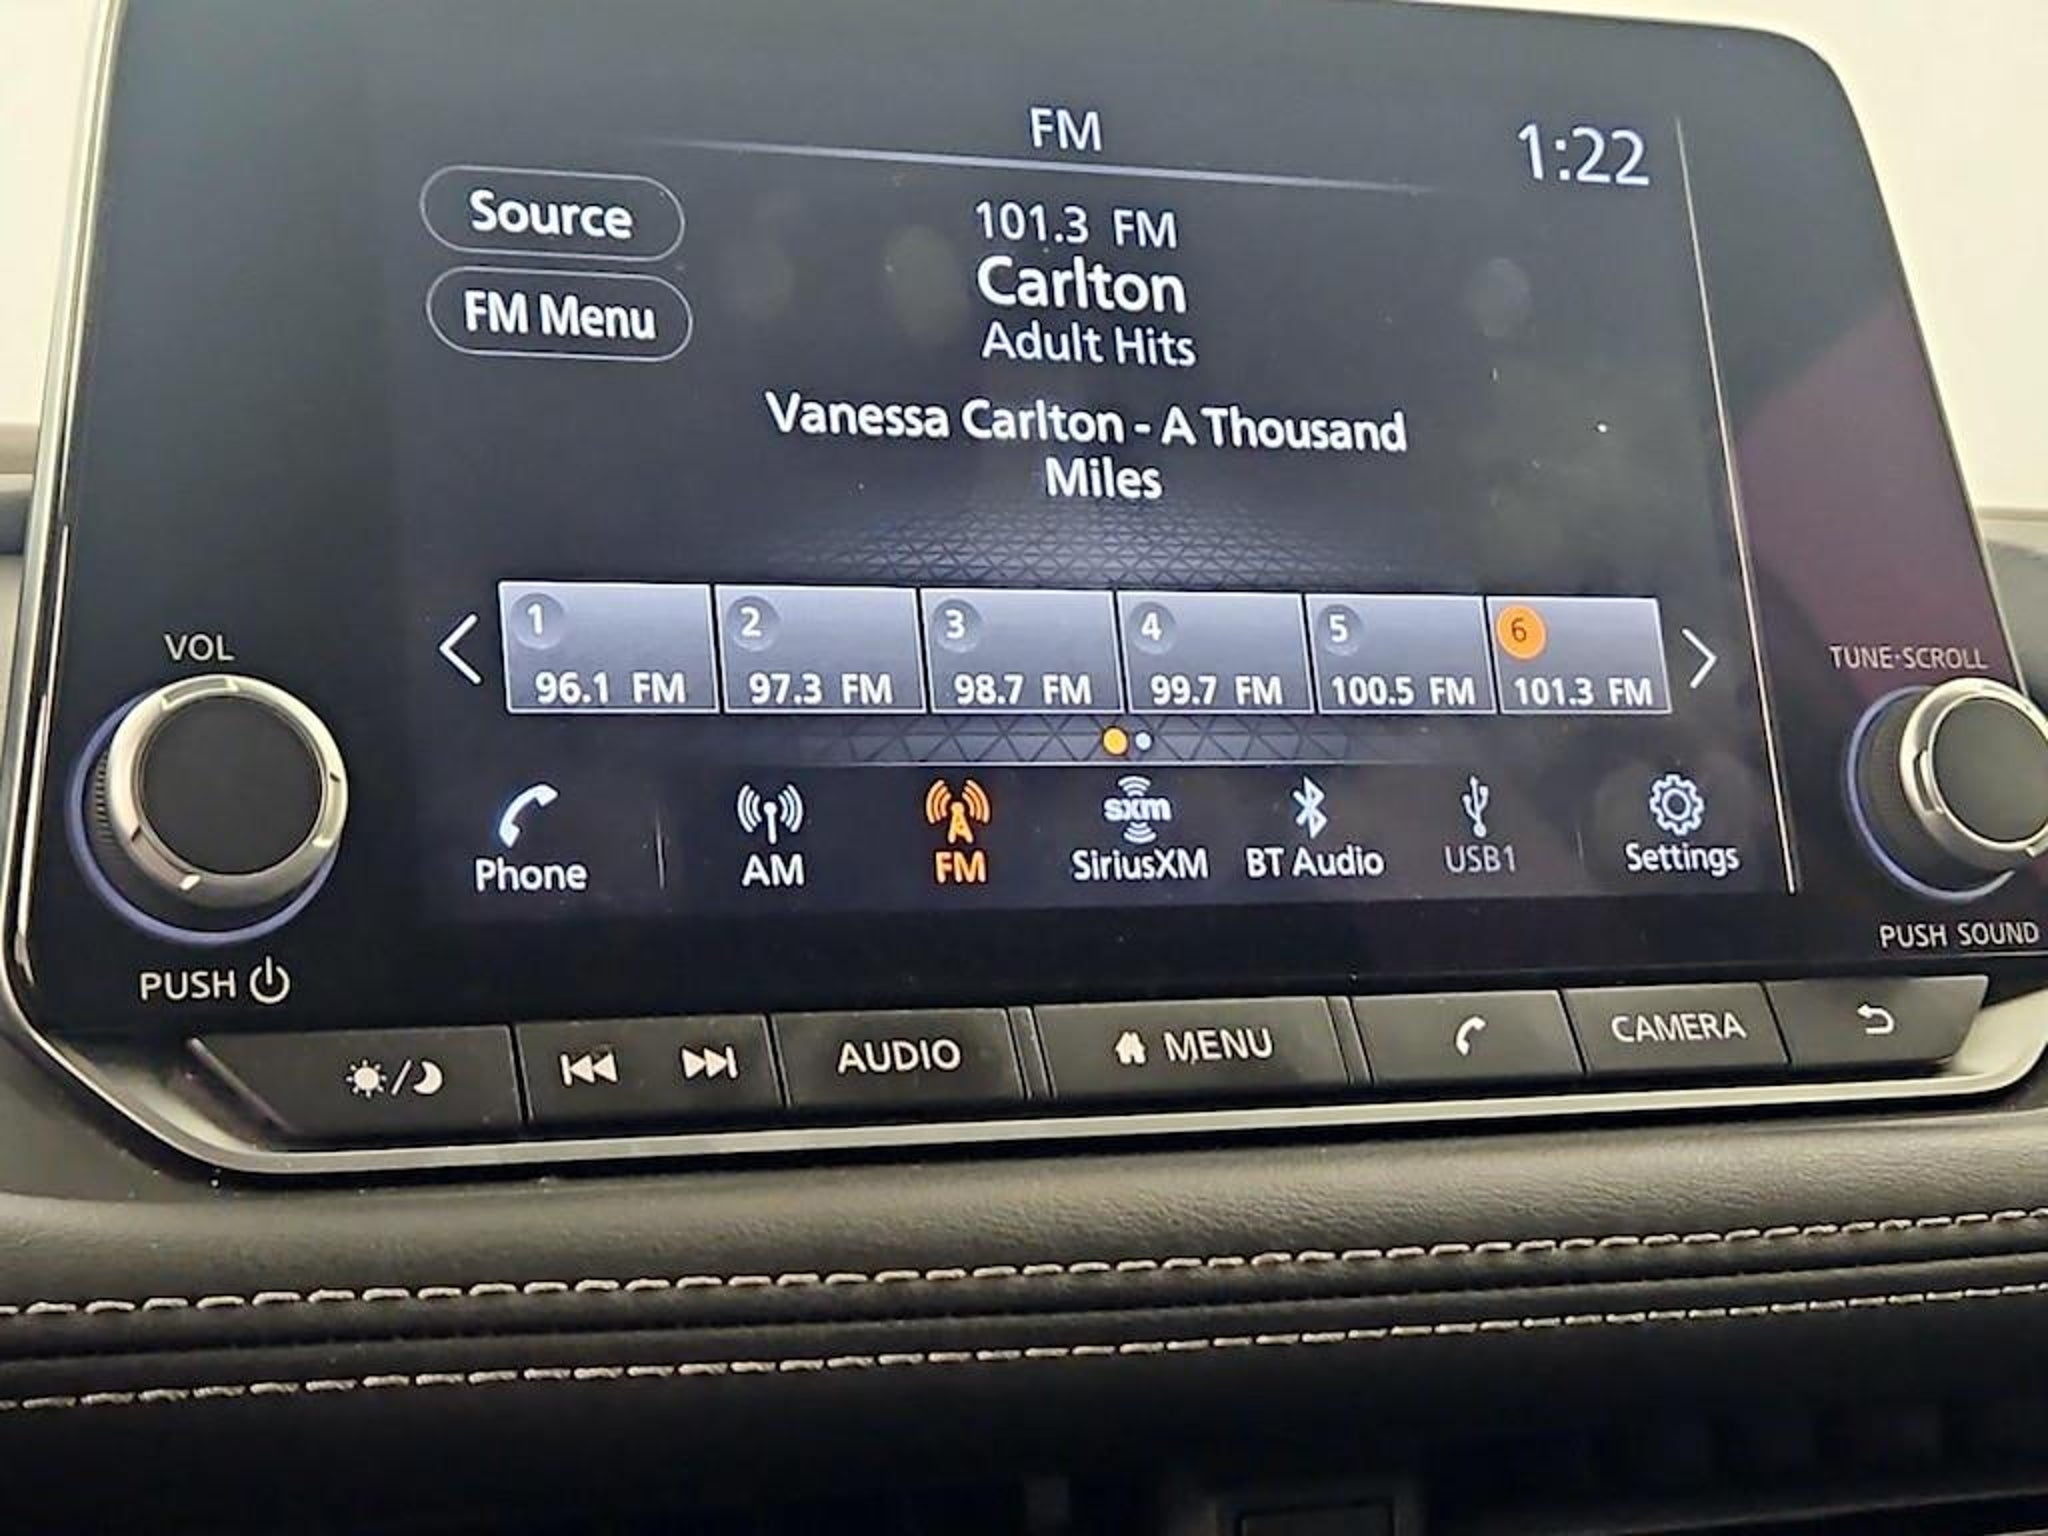 FM
1:22
Source
101.3 FM
Carlton
FM Menu
Adult Hits
Vanessa Carlton - A Thousand
Miles
1 2 3 4 5 6
96.1 FM 97.3 FM 98.7 FM 99.7 FM 100.5 FM 101.3 FM
VOL
TUNE·SCROLL
sxm
Phone AM FM SiriusXM BT Audio USB1 Settings
PUSH
PUSH SOUND
AUDIO MENU CAMERA